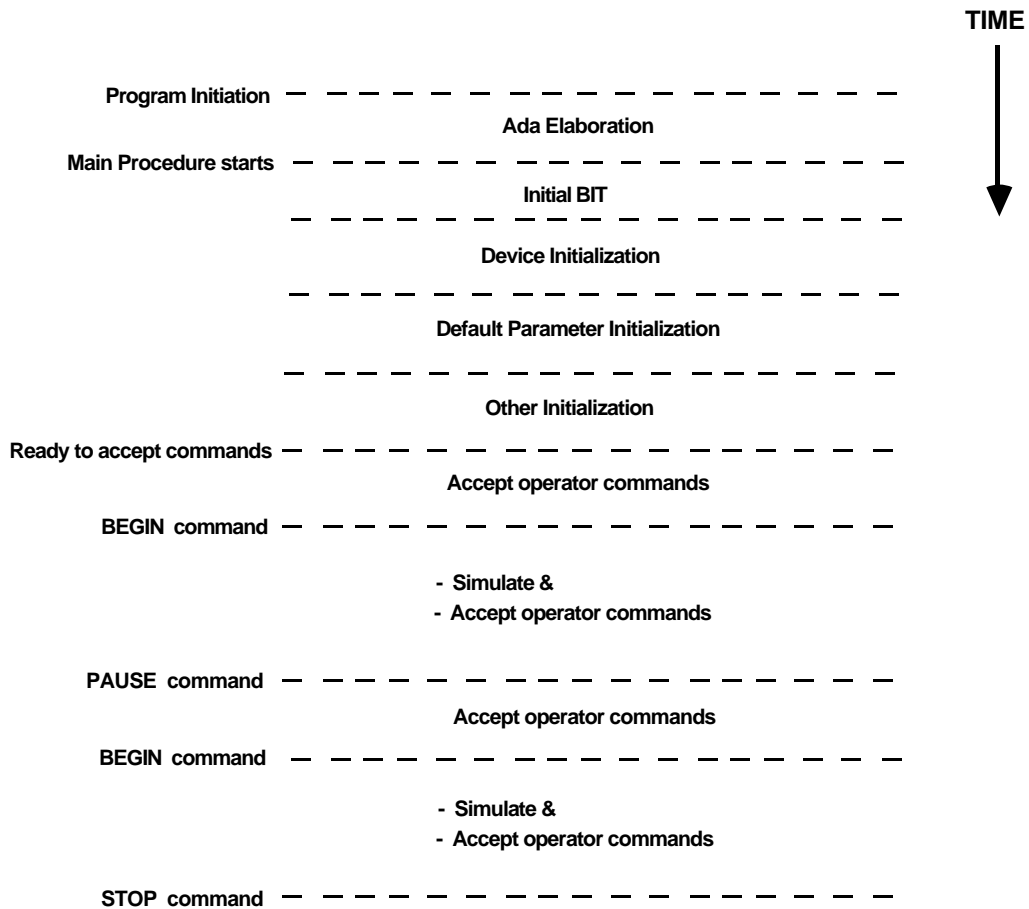 TIME
Program Initiation
Ada Elaboration
Main Procedure starts
Initial BIT
Device Initialization
Default Parameter Initialization
Other Initialization
Ready to accept commands
Accept operator commands
BEGIN command
- Simulate &
- Accept operator commands
PAUSE command
Accept operator commands
BEGIN command
- Simulate &
- Accept operator commands
STOP command